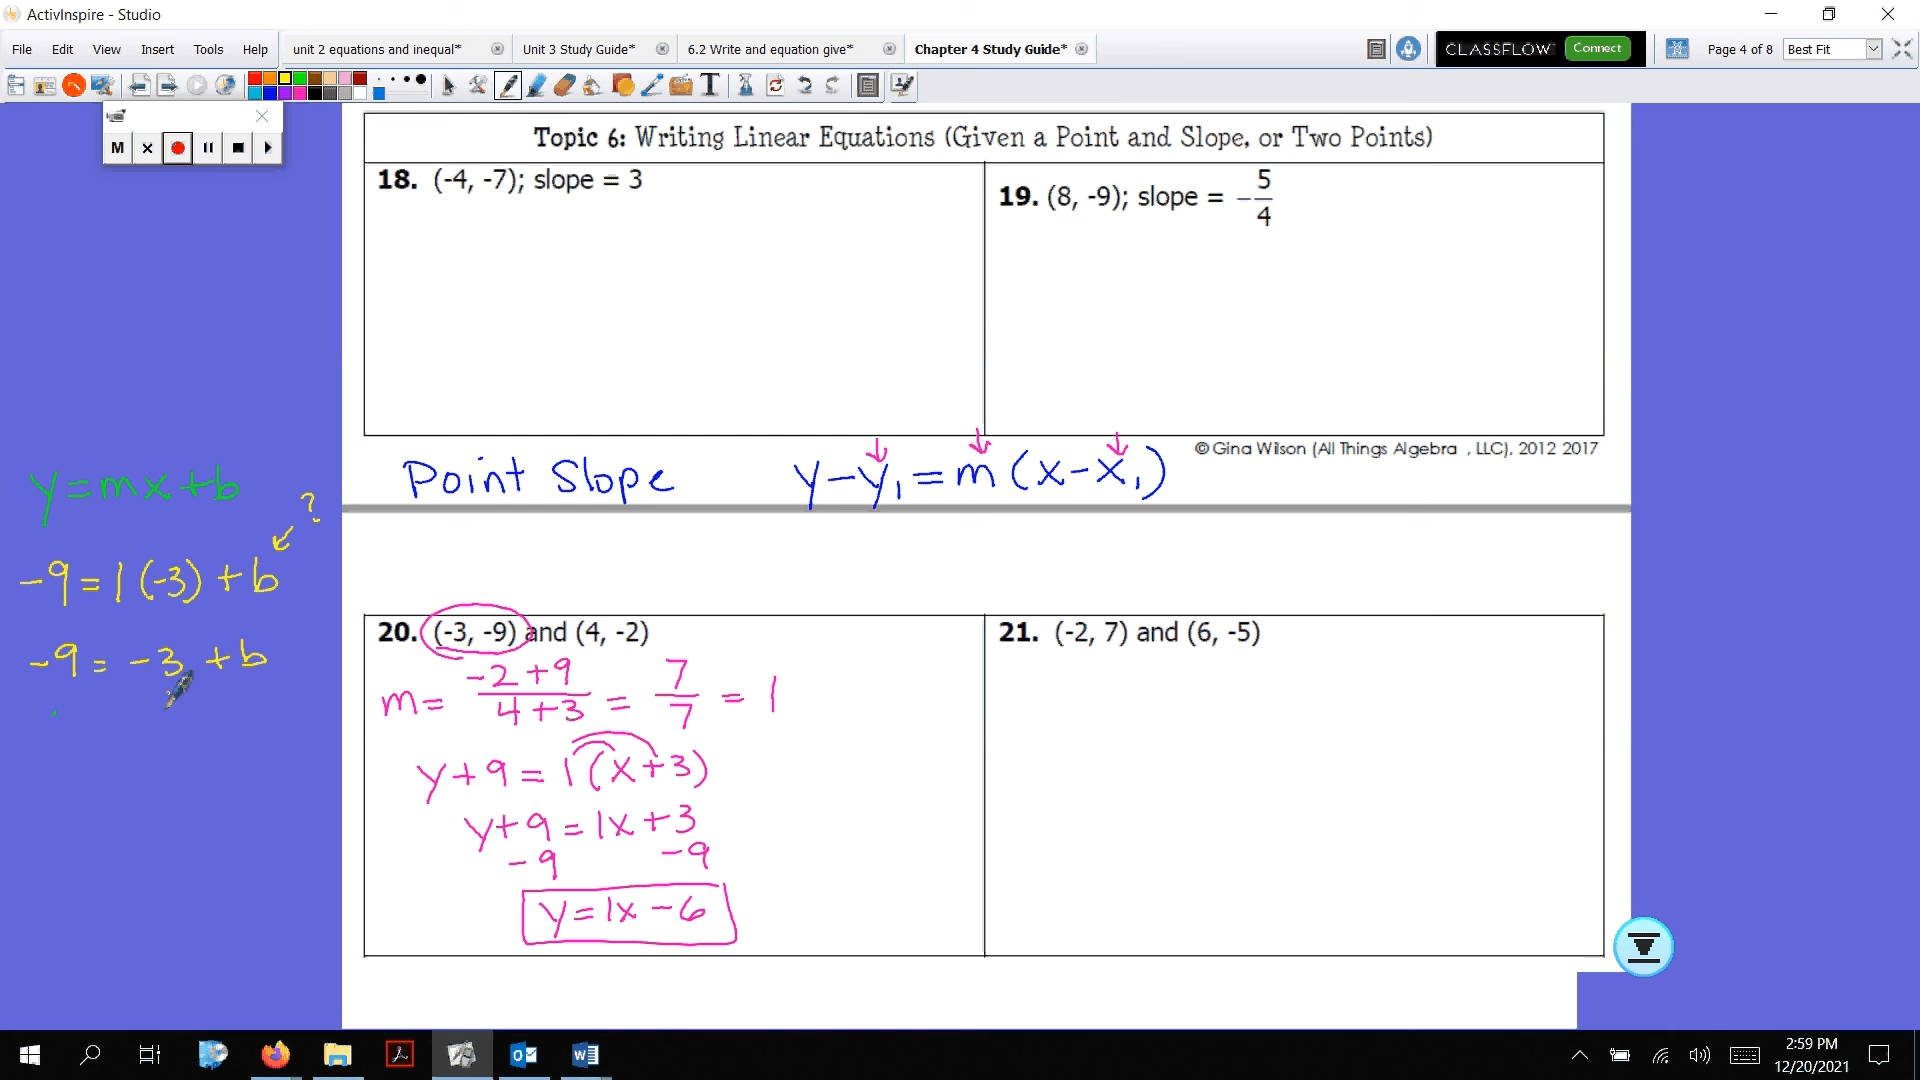 ActivInspire - Studio
File Edit View Insert Tools Help
unit 2 equations and inequal* Unit 3 Study Guide* 6.2 Write and equation give* Chapter 4 Study Guide*
CLASSFLOW Connect
Page 4 of 8 Best Fit
M
Topic 6: Writing Linear Equations (Given a Point and Slope, or Two Points)
18. (-4, -7); slope = 3
19. (8, -9); slope = -5/4
© Gina Wilson (All Things Algebra , LLC), 2012 2017
Point Slope y-y₁=m(x-x₁)
y=mx+b
?
-9=1(-3)+b
-9=-3+b
20. (-3, -9) and (4, -2)
m= -2+9/4+3 = 7/7 = 1
y+9=1(x+3)
y+9=1x+3
-9 -9
y=1x-6
21. (-2, 7) and (6, -5)
2:59 PM
12/20/2021